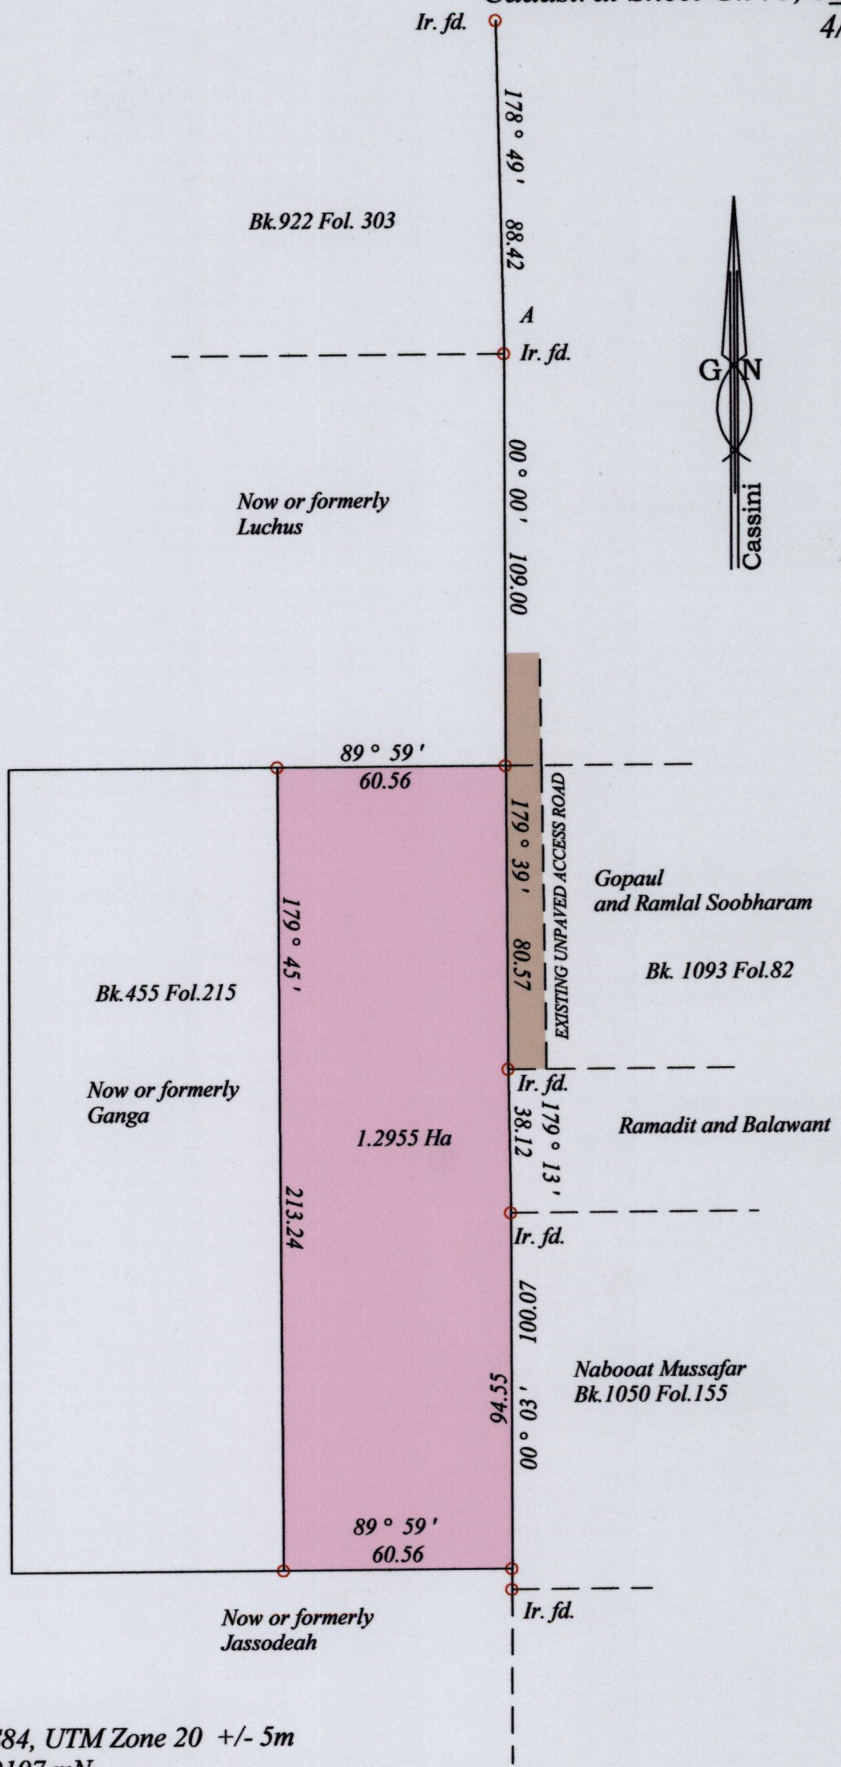 Ir. fd.
4/
178° 49' 88.42
Bk.922 Fol. 303
A
Ir. fd.
G N
Cassini
00° 00' 109.00
Now or formerly
Luchus
89° 59'
60.56
179° 39' 80.57
EXISTING UNPAVED ACCESS ROAD
Gopaul
and Ramlal Soobharam
Bk. 1093 Fol.82
179° 45'
213.24
Bk.455 Fol.215
Now or formerly
Ganga
1.2955 Ha
Ir. fd.
179° 13'
38.12
Ramadit and Balawant
Ir. fd.
00° 03' 100.07
94.55
Nabooat Mussafar
Bk.1050 Fol.155
89° 59'
60.56
Ir. fd.
Now or formerly
Jassodeah
84, UTM Zone 20 +/- 5m